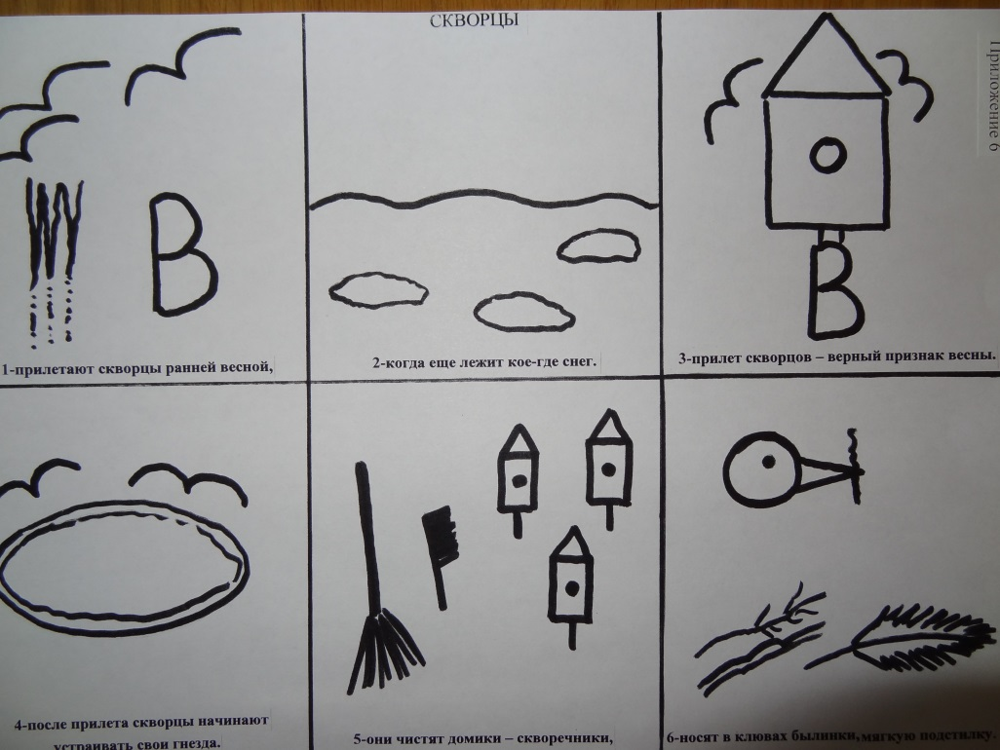 СКВОРЦЫ
Приложение 6
В
В
1-прилетают скворцы ранней весной,
2-когда еще лежит кое-где снег.
3-прилет скворцов – верный признак весны.
4-после прилета скворцы начинают
устраивать свои гнезда.
5-они чистят домики – скворечники,
6-носят в клювах былинки, мягкую подстилку.